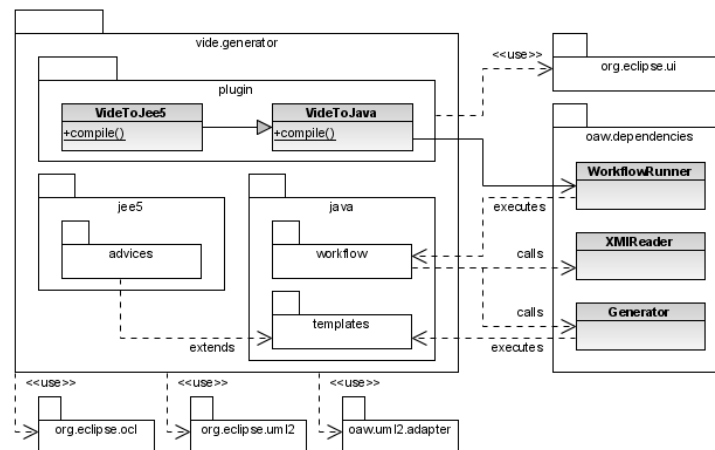 vide.generator
<<use>>
org.eclipse.ui
plugin
VideToJee5
VideToJava
+compile()
+compile()
oaw.dependencies
WorkflowRunner
executes
jee5
java
advices
workflow
calls
XMIReader
calls
Generator
templates
extends
executes
<<use>>
<<use>>
<<use>>
org.eclipse.ocl
org.eclipse.uml2
oaw.uml2.adapter